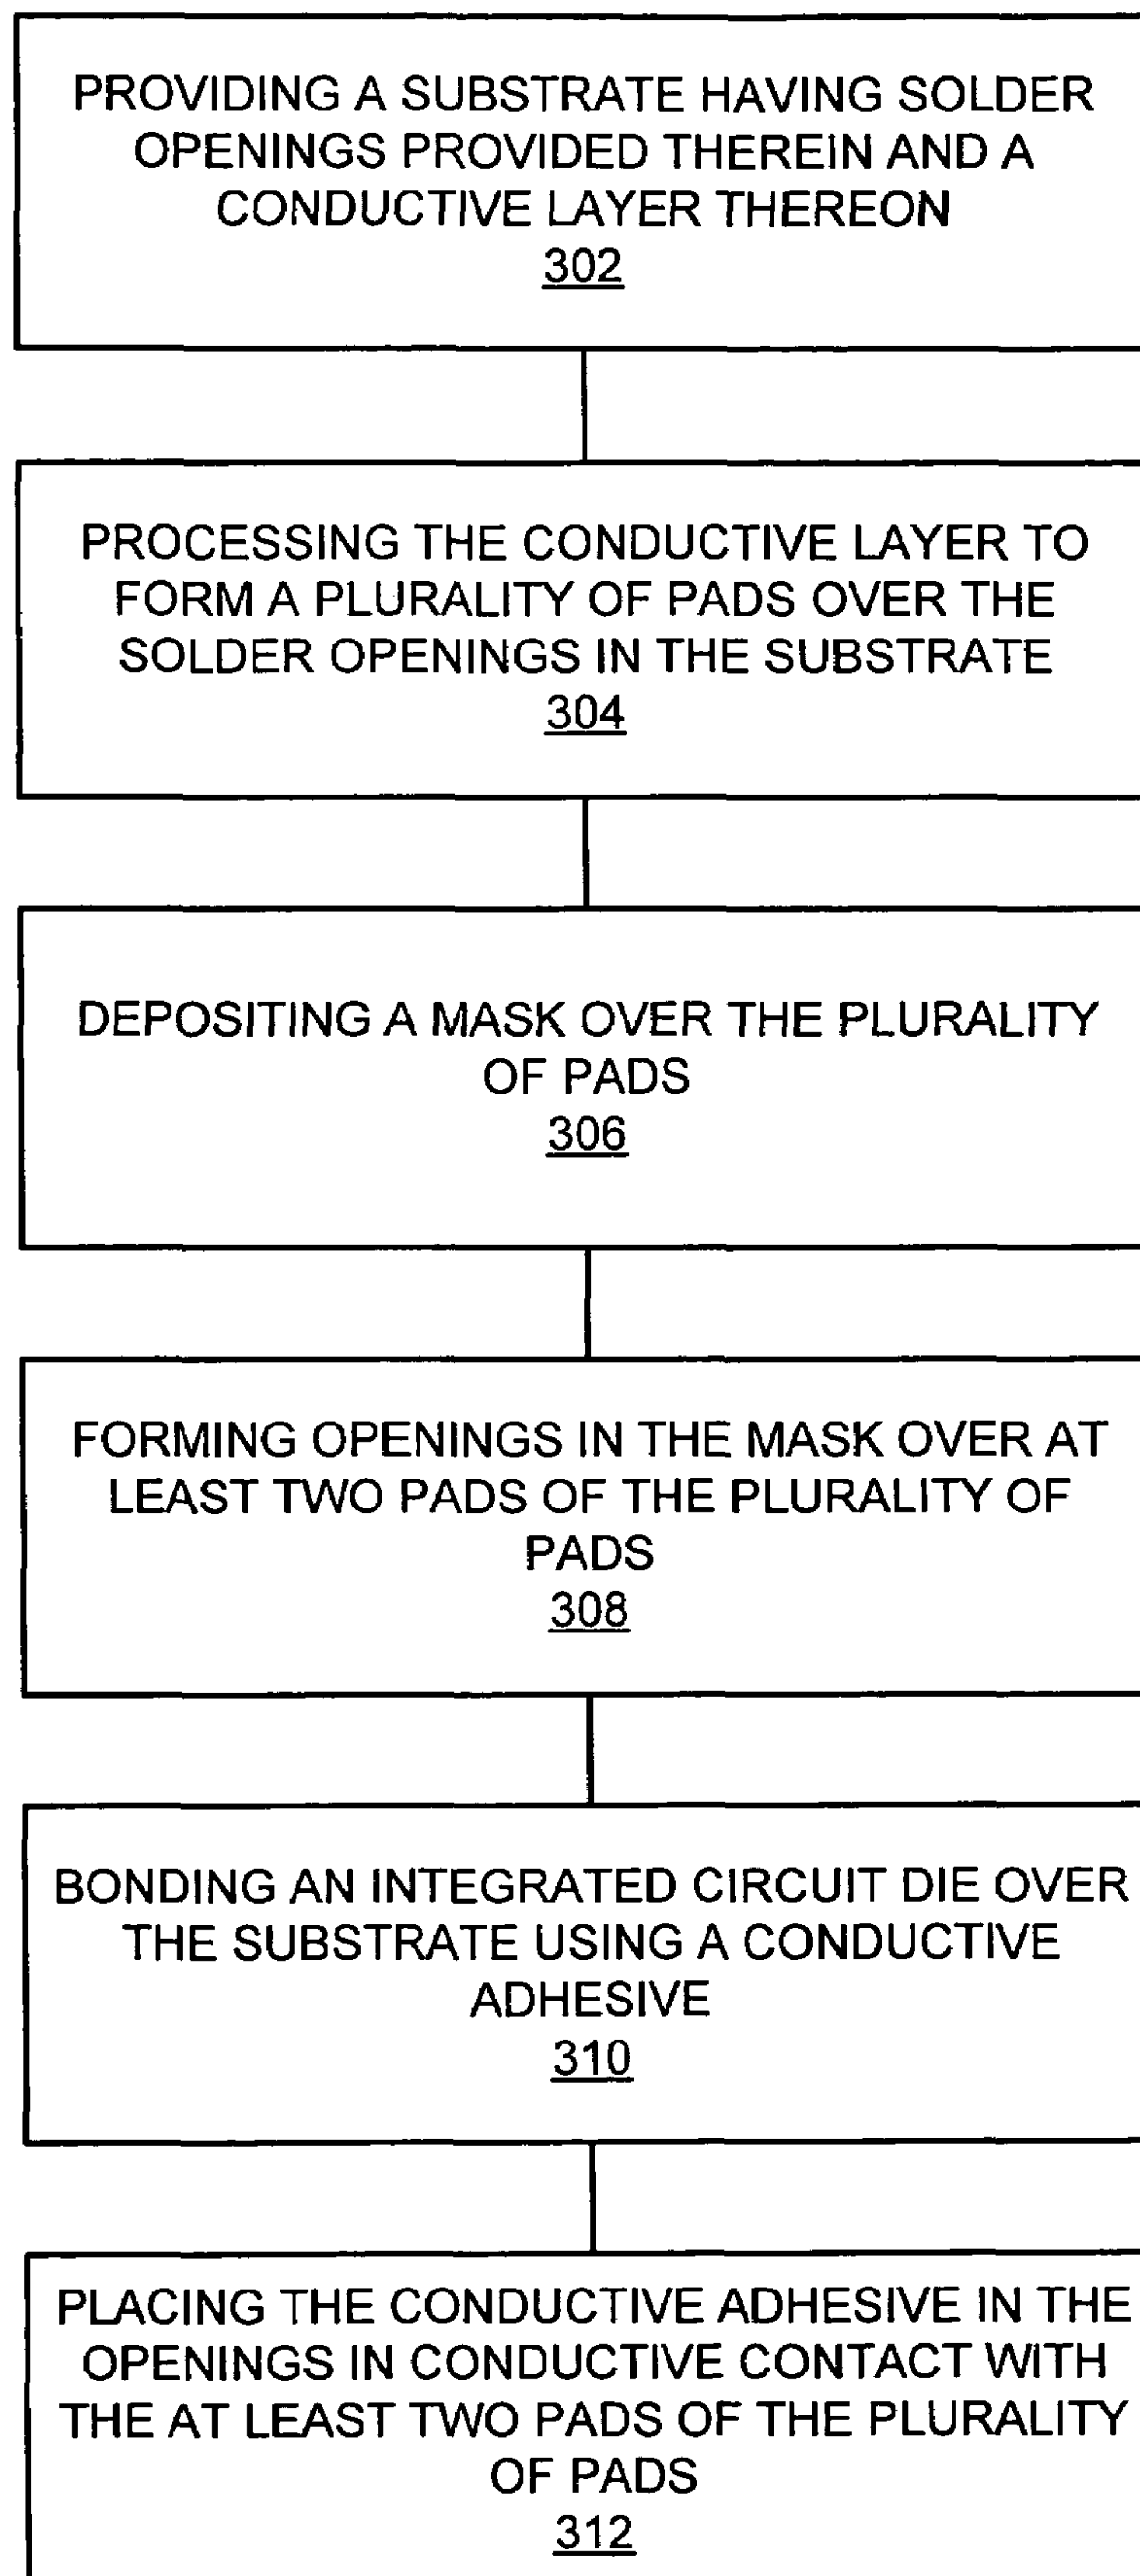 PROVIDING A SUBSTRATE HAVING SOLDER
OPENINGS PROVIDED THEREIN AND A
CONDUCTIVE LAYER THEREON
302
PROCESSING THE CONDUCTIVE LAYER TO
FORM A PLURALITY OF PADS OVER THE
SOLDER OPENINGS IN THE SUBSTRATE
304
DEPOSITING A MASK OVER THE PLURALITY
OF PADS
306
FORMING OPENINGS IN THE MASK OVER AT
LEAST TWO PADS OF THE PLURALITY OF
PADS
308
BONDING AN INTEGRATED CIRCUIT DIE OVER
THE SUBSTRATE USING A CONDUCTIVE
ADHESIVE
310
PLACING THE CONDUCTIVE ADHESIVE IN THE
OPENINGS IN CONDUCTIVE CONTACT WITH
THE AT LEAST TWO PADS OF THE PLURALITY
OF PADS
312